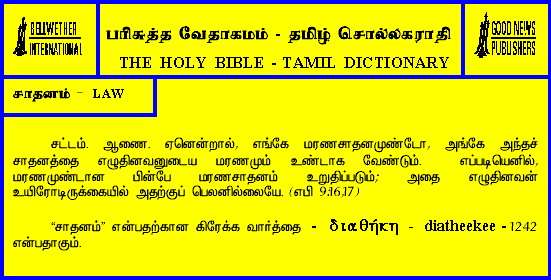 BELLWETHER
INTERNATIONAL
பரிசுத்த வேதாகமம் - தமிழ் சொல்லகராதி
THE HOLY BIBLE - TAMIL DICTIONARY
GOOD NEWS
PUBLISHERS
சாதனம் - LAW
சட்டம். ஆணை. ஏனென்றால், எங்கே மரணசாதனமுண்டோ, அங்கே அந்தச்
சாதனத்தை எழுதினவனுடைய மரணமும் உண்டாக வேண்டும். எப்படியெனில்,
மரணமுண்டான பின்பே மரணசாதனம் உறுதிப்படும்; அதை எழுதினவன்
உயிரோடிருக்கையில் அதற்குப் பெலனில்லையே. (எபி 9:16,17)
“சாதனம்” என்பதற்கான கிரேக்க வார்த்தை - διαθήκη - diatheekee - 1242
என்பதாகும்.